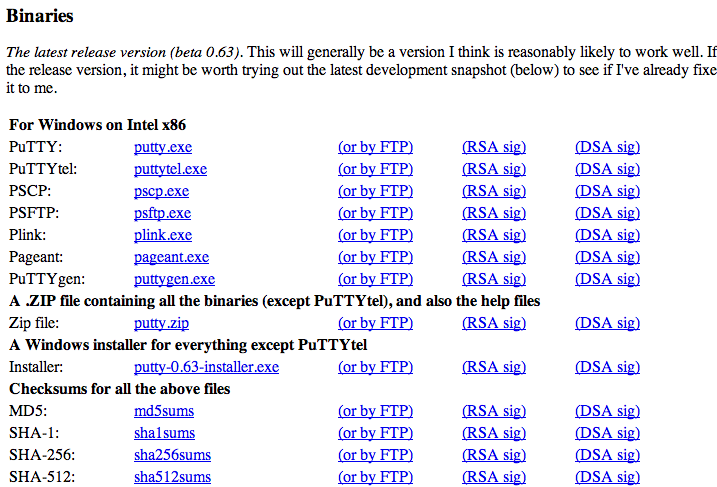 Binaries
The latest release version (beta 0.63). This will generally be a version I think is reasonably likely to work well. If
the release version, it might be worth trying out the latest development snapshot (below) to see if I've already fixe
it to me.
For Windows on Intel x86
PuTTY: putty.exe (or by FTP) (RSA sig) (DSA sig)
PuTTYtel: puttytel.exe (or by FTP) (RSA sig) (DSA sig)
PSCP: pscp.exe (or by FTP) (RSA sig) (DSA sig)
PSFTP: psftp.exe (or by FTP) (RSA sig) (DSA sig)
Plink: plink.exe (or by FTP) (RSA sig) (DSA sig)
Pageant: pageant.exe (or by FTP) (RSA sig) (DSA sig)
PuTTYgen: puttygen.exe (or by FTP) (RSA sig) (DSA sig)
A .ZIP file containing all the binaries (except PuTTYtel), and also the help files
Zip file: putty.zip (or by FTP) (RSA sig) (DSA sig)
A Windows installer for everything except PuTTYtel
Installer: putty-0.63-installer.exe (or by FTP) (RSA sig) (DSA sig)
Checksums for all the above files
MD5: md5sums (or by FTP) (RSA sig) (DSA sig)
SHA-1: sha1sums (or by FTP) (RSA sig) (DSA sig)
SHA-256: sha256sums (or by FTP) (RSA sig) (DSA sig)
SHA-512: sha512sums (or by FTP) (RSA sig) (DSA sig)